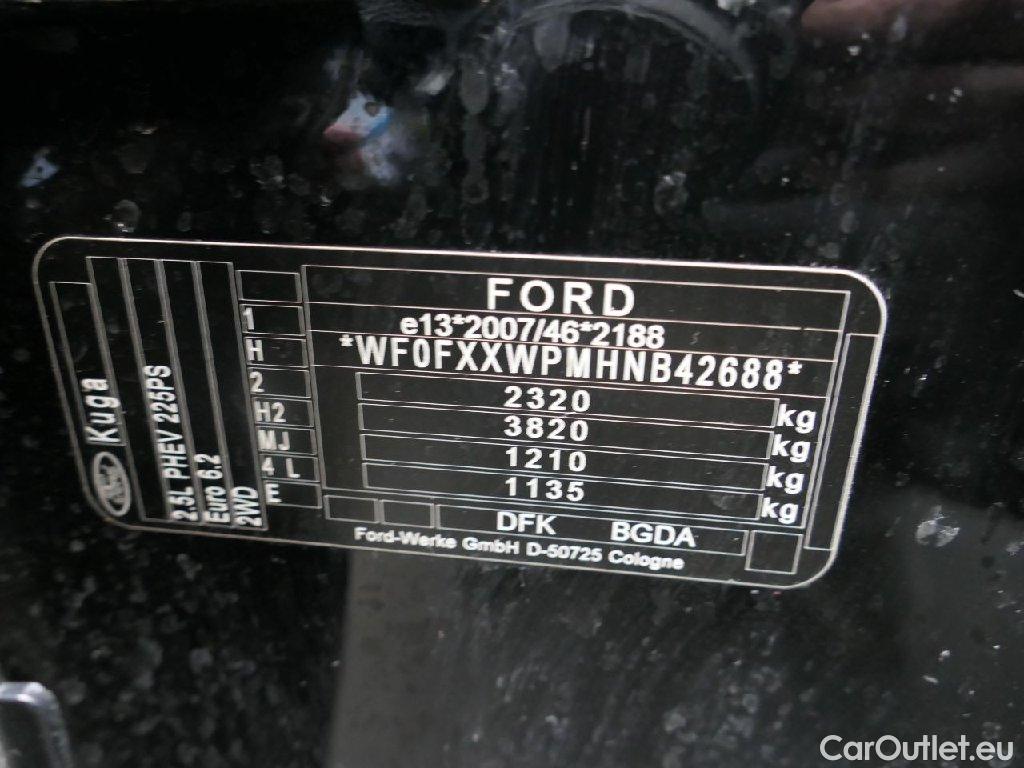 FORD
e13*2007/46*2188
*WF0FXXWPMHNB42688*
2320 kg
3820 kg
1210 kg
1135 kg
DFK BGDA
Ford-Werke GmbH D-50725 Cologne
1
H
2
H2
MJ
4 L
E
Ford Kuga
2.5L PHEV 225PS
Euro 6.2
2WD
CarOutlet.eu